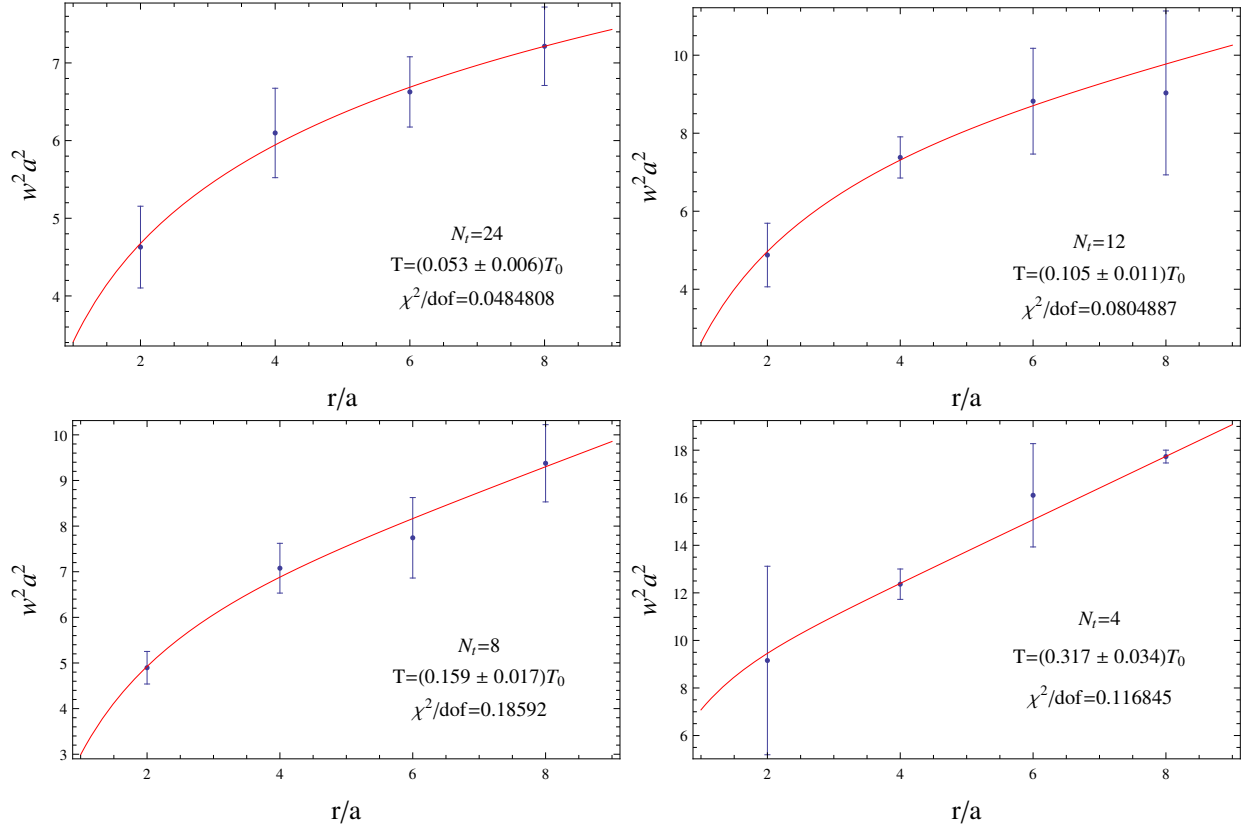 7
6
5
4
w²a²
2
4
6
8
r/a
N_t=24
T=(0.053 ± 0.006)T₀
χ²/dof=0.0484808
10
8
6
4
w²a²
2
4
6
8
r/a
N_t=12
T=(0.105 ± 0.011)T₀
χ²/dof=0.0804887
10
9
8
7
6
5
4
3
w²a²
2
4
6
8
r/a
N_t=8
T=(0.159 ± 0.017)T₀
χ²/dof=0.18592
18
16
14
12
10
8
6
w²a²
2
4
6
8
r/a
N_t=4
T=(0.317 ± 0.034)T₀
χ²/dof=0.116845